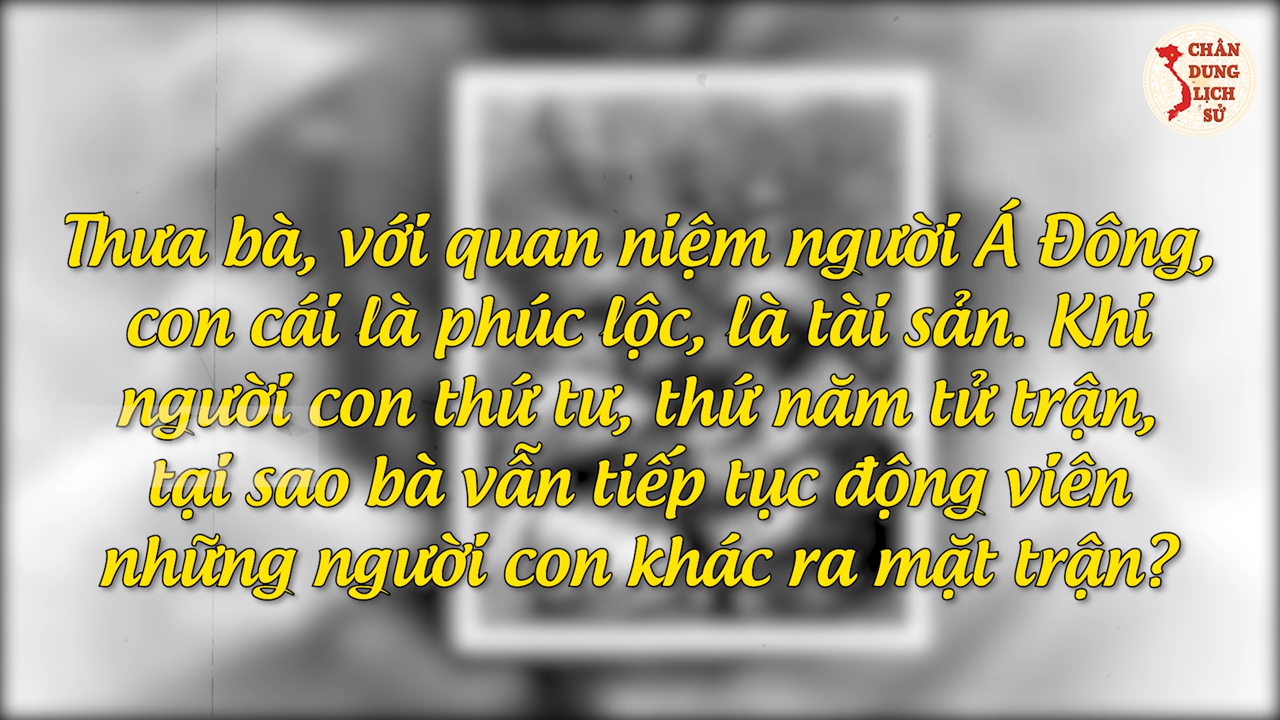 CHÂN
DUNG
LỊCH
SỬ
Thưa bà, với quan niệm người Á Đông,
con cái là phúc lộc, là tài sản. Khi
người con thứ tư, thứ năm tử trận,
tại sao bà vẫn tiếp tục động viên
những người con khác ra mặt trận?